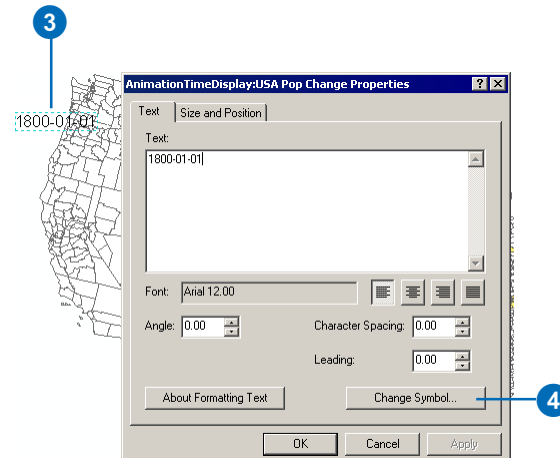 3
AnimationTimeDisplay:USA Pop Change Properties
Text
Size and Position
1800-01-01
Text:
1800-01-01
Font:
Arial 12.00
Angle:
0.00
Character Spacing:
0.00
Leading:
0.00
About Formatting Text
Change Symbol...
4
OK
Cancel
Apply